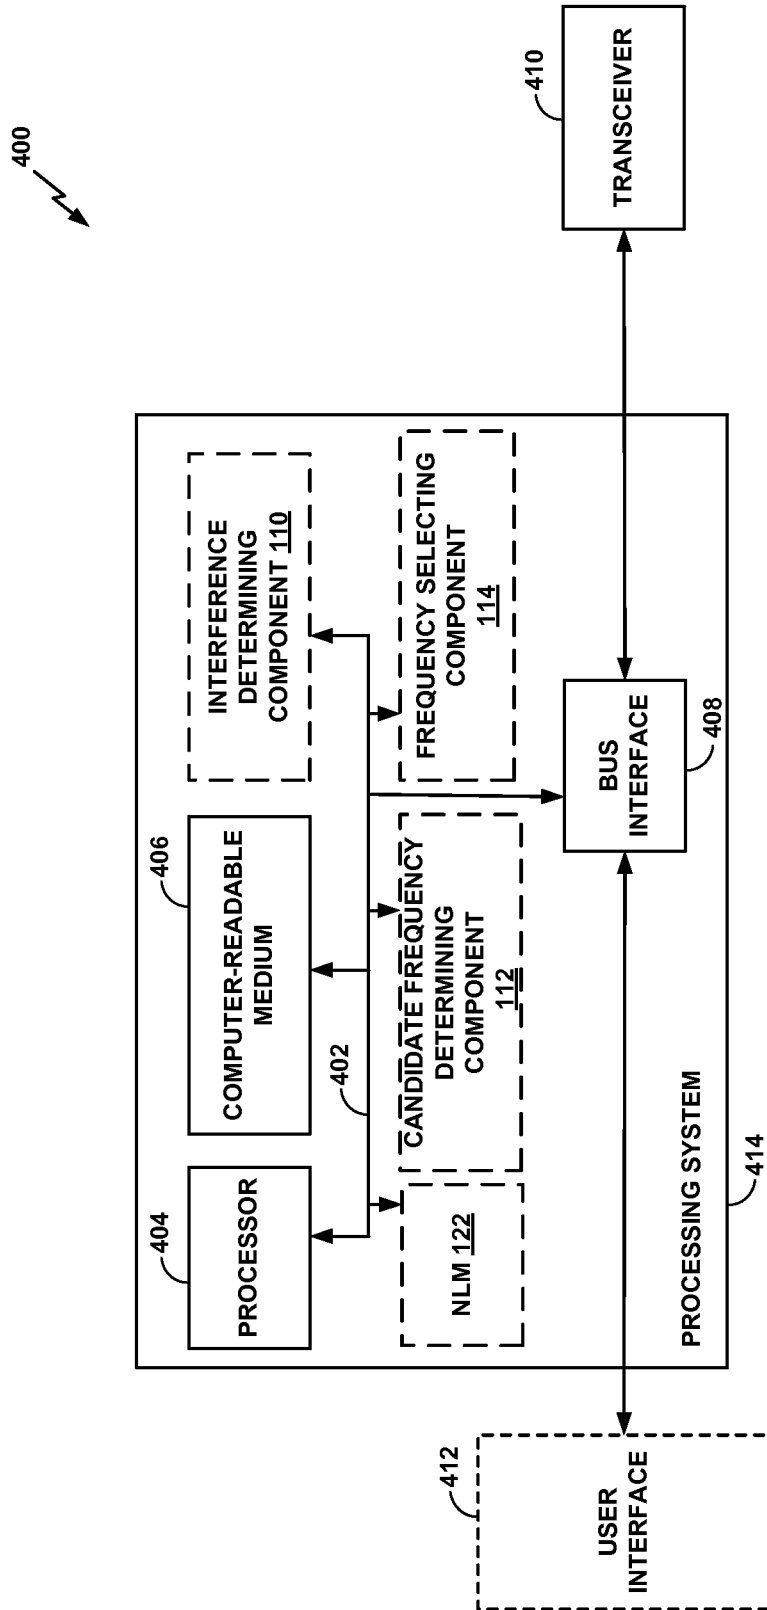 400
410
TRANSCEIVER
404
PROCESSOR
406
COMPUTER-READABLE
MEDIUM
INTERFERENCE
DETERMINING
COMPONENT 110
402
NLM 122
CANDIDATE FREQUENCY
DETERMINING
COMPONENT
112
FREQUENCY SELECTING
COMPONENT
114
412
USER
INTERFACE
PROCESSING SYSTEM
414
BUS
INTERFACE
408